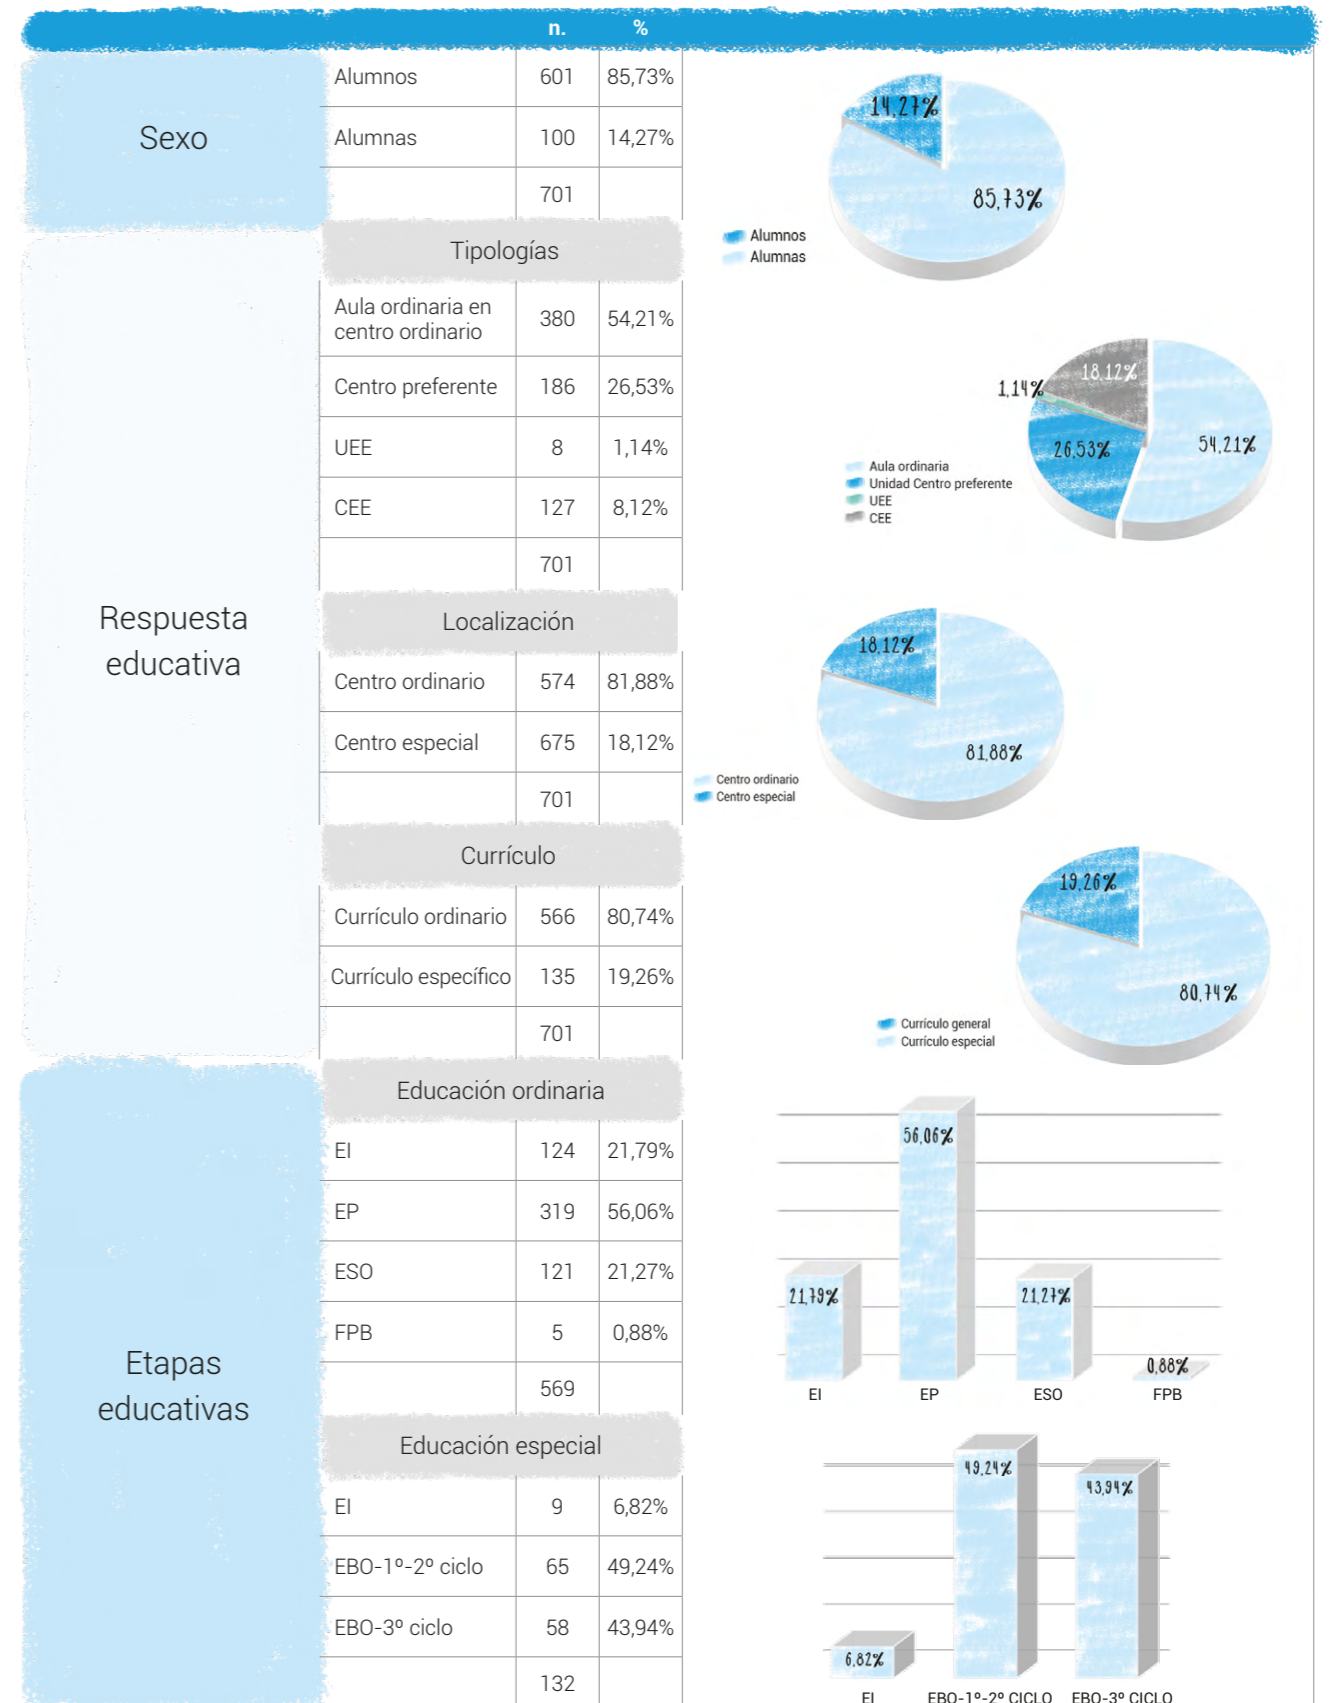 n. %
Sexo
Alumnos 601 85,73%
Alumnas 100 14,27%
701
14,27%
85,73%
Alumnos
Alumnas
Respuesta
educativa
Tipologías
Aula ordinaria en
centro ordinario 380 54,21%
Centro preferente 186 26,53%
UEE 8 1,14%
CEE 127 8,12%
701
18,12%
1,14%
26,53%
54,21%
Aula ordinaria
Unidad Centro preferente
UEE
CEE
Localización
Centro ordinario 574 81,88%
Centro especial 675 18,12%
701
18,12%
81,88%
Centro ordinario
Centro especial
Currículo
Currículo ordinario 566 80,74%
Currículo específico 135 19,26%
701
19,26%
80,74%
Currículo general
Currículo especial
Etapas
educativas
Educación ordinaria
EI 124 21,79%
EP 319 56,06%
ESO 121 21,27%
FPB 5 0,88%
569
21,79%
56,06%
21,27%
0,88%
EI EP ESO FPB
Educación especial
EI 9 6,82%
EBO-1º-2º ciclo 65 49,24%
EBO-3º ciclo 58 43,94%
132
6,82%
49,24%
43,94%
EI EBO-1º-2º CICLO EBO-3º CICLO